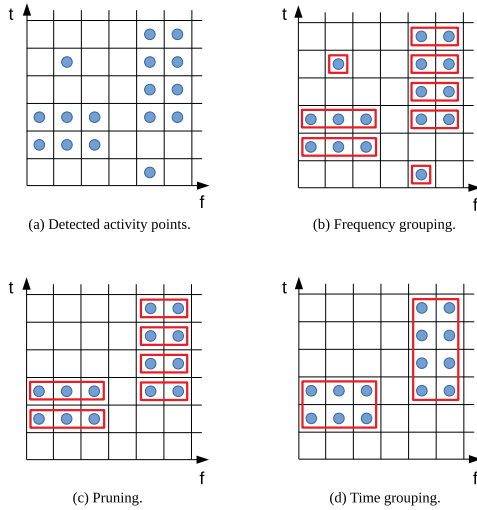 t
f
(a) Detected activity points.
t
f
(b) Frequency grouping.
t
f
(c) Pruning.
t
f
(d) Time grouping.